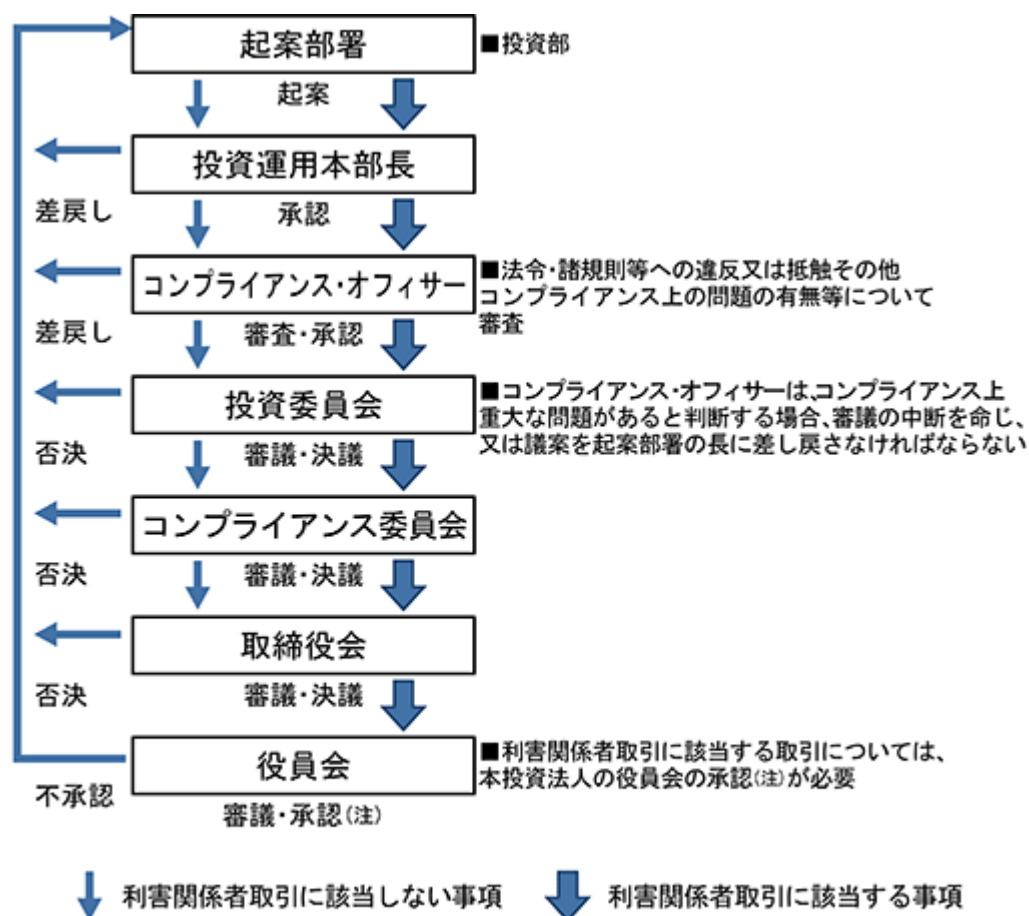 起案部署
■投資部
起案
投資運用本部長
差戻し
承認
コンプライアンス・オフィサー
■法令・諸規則等への違反又は抵触その他
コンプライアンス上の問題の有無等について
審査
差戻し
審査・承認
投資委員会
■コンプライアンス・オフィサーは、コンプライアンス上
重大な問題があると判断する場合、審議の中断を命じ、
又は議案を起案部署の長に差し戻さなければならない
否決
審議・決議
コンプライアンス委員会
否決
審議・決議
取締役会
否決
審議・決議
役員会
■利害関係者取引に該当する取引については、
本投資法人の役員会の承認(注)が必要
不承認
審議・承認(注)
利害関係者取引に該当しない事項
利害関係者取引に該当する事項